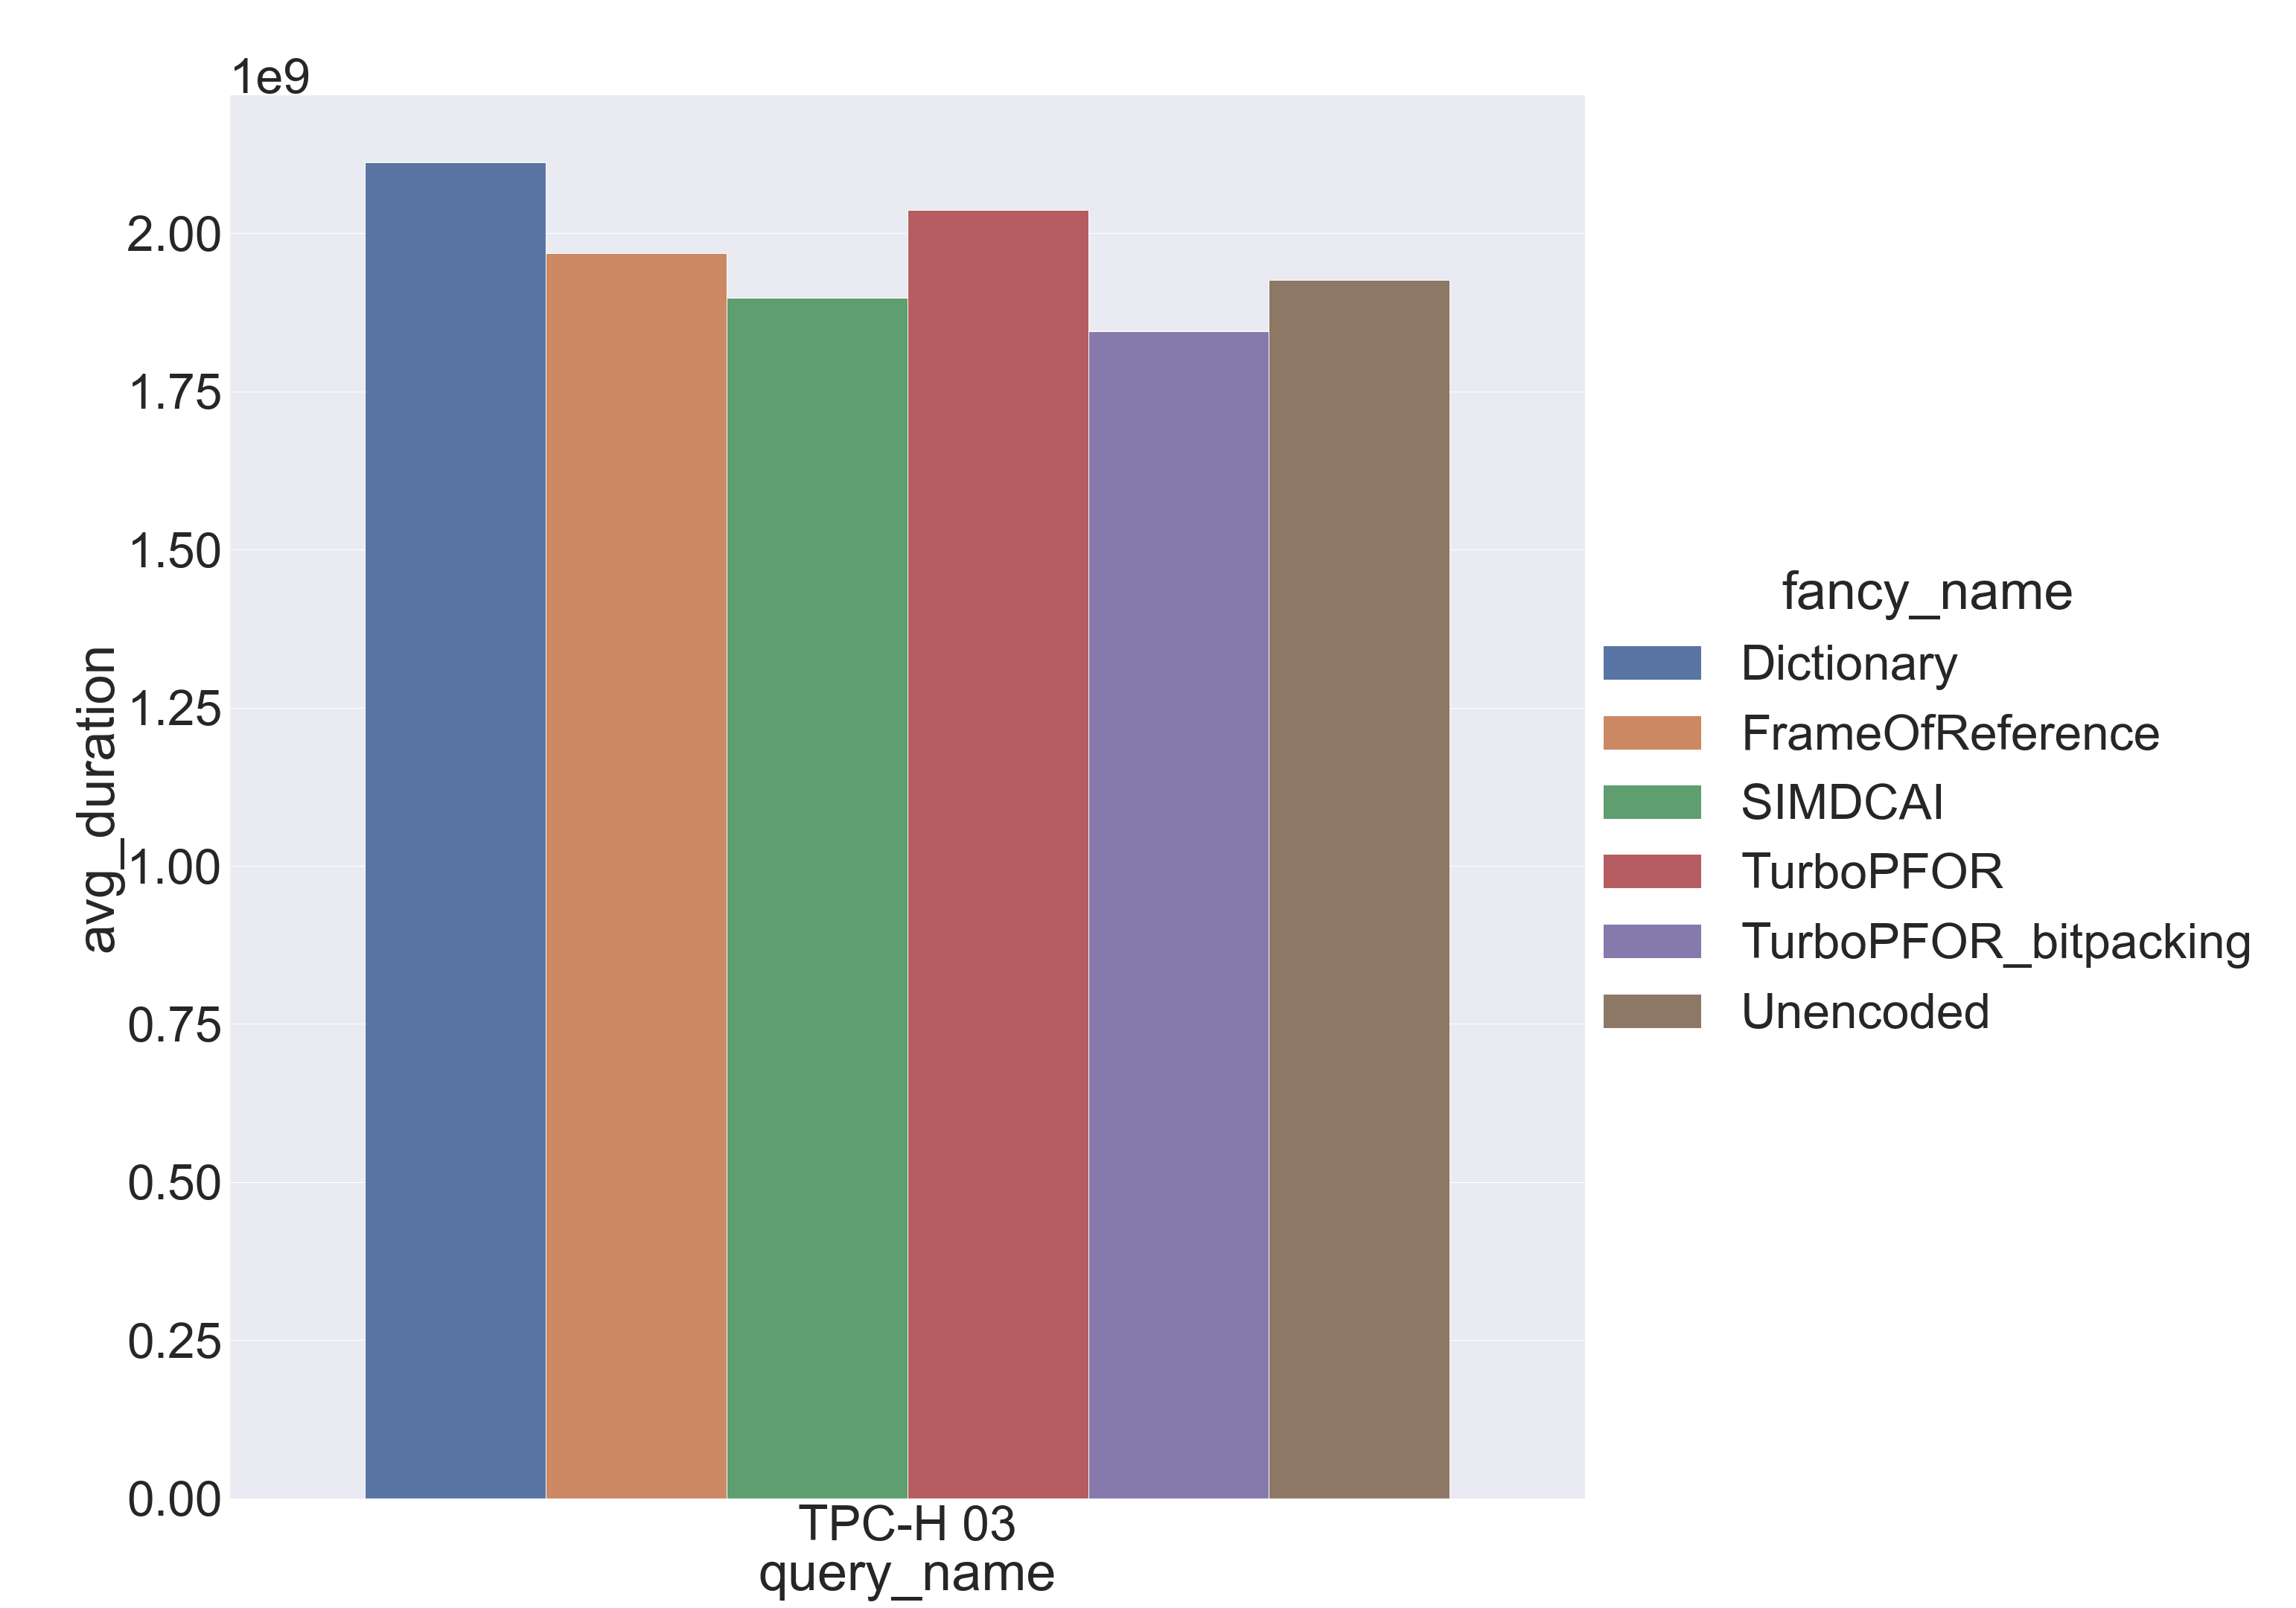 1e9
2.00
1.75
1.50
1.25
1.00
0.75
0.50
0.25
0.00
avg_duration
TPC-H 03
query_name
fancy_name
Dictionary
FrameOfReference
SIMDCAI
TurboPFOR
TurboPFOR_bitpacking
Unencoded